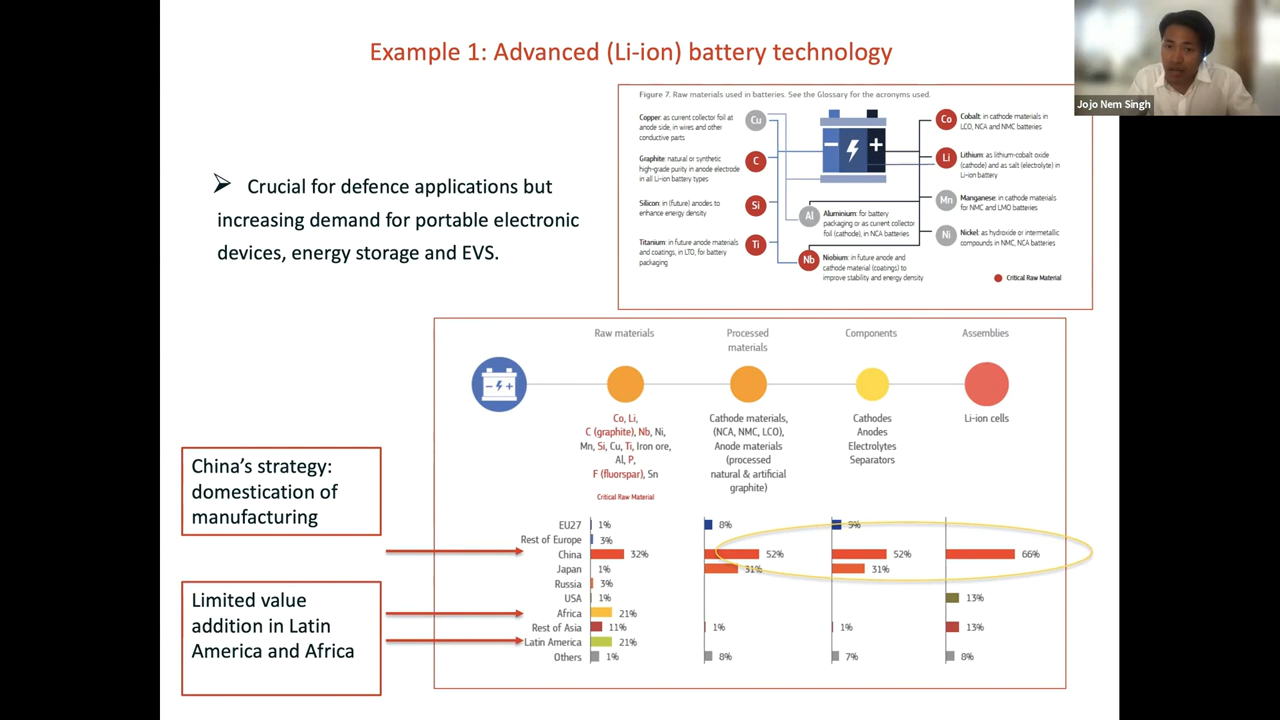 Example 1: Advanced (Li-ion) battery technology
Jojo Nem Singh
➢ Crucial for defence applications but
increasing demand for portable electronic
devices, energy storage and EVS.
Figure 7. Raw materials used in batteries. See the Glossary for the acronyms used.
Copper: as current collector foil at
anode side, in wires and other
conductive parts
Cu
Graphite: natural or synthetic
high-grade purity in anode electrode
in all Li-ion battery types
C
Silicon: in (future) anodes to
enhance energy density
Si
Titanium: in future anode materials
and coatings, in LTO, for battery
packaging
Ti
Al
Aluminium: for battery
packaging or as current collector
foil (cathode), in NCA batteries
Nb
Niobium: in future anode and
cathode material (coatings) to
improve stability and energy density
Co
Cobalt: in cathode materials in
LCO, NCA and NMC batteries
Li
Lithium: as lithium-cobalt oxide
(cathode) and as salt (electrolyte) in
Li-ion battery
Mn
Manganese: in cathode materials
for NMC and LMO batteries
Ni
Nickel: as hydroxide or intermetallic
compounds in NMC, NCA batteries
Critical Raw Material
Raw materials
Processed
materials
Components
Assemblies
Co, Li,
C (graphite), Nb, Ni,
Mn, Si, Cu, Ti, Iron ore,
Al, P,
F (fluorspar), Sn
Critical Raw Material
Cathode materials,
(NCA, NMC, LCO),
Anode materials
(processed
natural & artificial
graphite)
Cathodes
Anodes
Electrolytes
Separators
Li-ion cells
China's strategy:
domestication of
manufacturing
Limited value
addition in Latin
America and Africa
EU27 1% 8% 9%
Rest of Europe 3%
China 32% 52% 52% 66%
Japan 1% 31% 31%
Russia 3%
USA 1% 13%
Africa 21%
Rest of Asia 11% 1% 1% 13%
Latin America 21%
Others 1% 8% 7% 8%